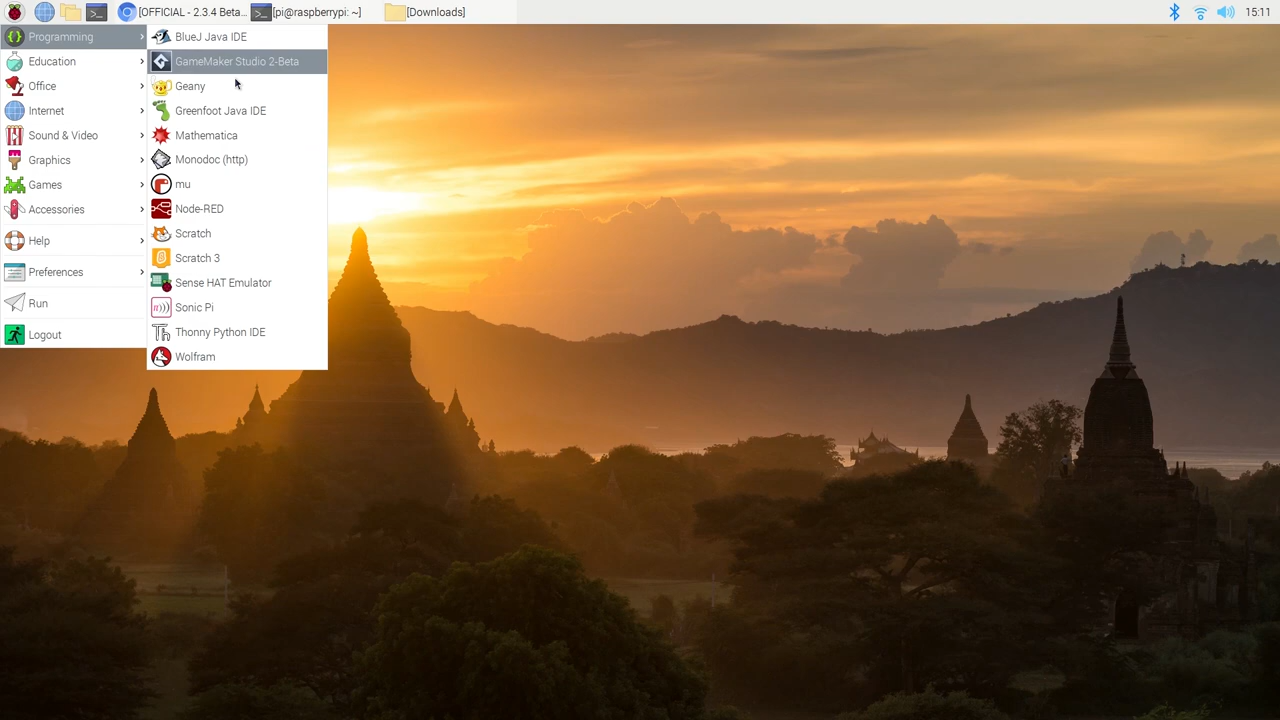 [OFFICIAL - 2.3.4 Beta... [pi@raspberrypi: ~] [Downloads] 15:11
Programming
Education
Office
Internet
Sound & Video
Graphics
Games
Accessories
Help
Preferences
Run
Logout
BlueJ Java IDE
GameMaker Studio 2-Beta
Geany
Greenfoot Java IDE
Mathematica
Monodoc (http)
mu
Node-RED
Scratch
Scratch 3
Sense HAT Emulator
Sonic Pi
Thonny Python IDE
Wolfram